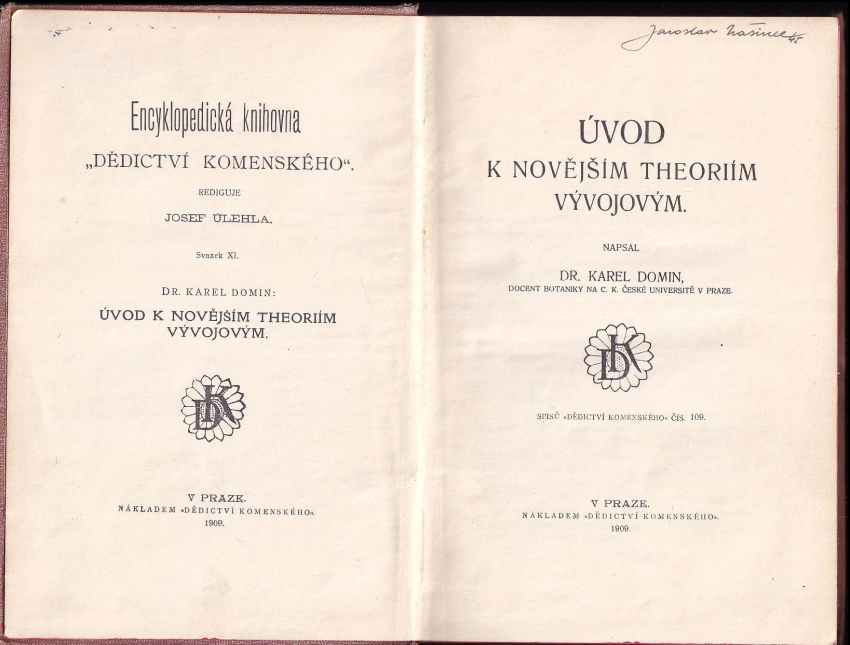 Encyklopedická knihovna
„DĚDICTVÍ KOMENSKÉHO“.
REDIGUJE
JOSEF ÚLEHLA.
Svazek XI.
DR. KAREL DOMIN:
ÚVOD K NOVĚJŠÍM THEORIÍM
VÝVOJOVÝM.
DK
V PRAZE.
NÁKLADEM »DĚDICTVÍ KOMENSKÉHO«.
1909.
Jaroslav
ÚVOD
K NOVĚJŠÍM THEORIÍM
VÝVOJOVÝM.
NAPSAL
DR. KAREL DOMIN,
DOCENT BOTANIKY NA C. K. ČESKÉ UNIVERSITĚ V PRAZE.
DK
SPISŮ »DĚDICTVÍ KOMENSKÉHO« ČÍS. 109.
V PRAZE.
NÁKLADEM »DĚDICTVÍ KOMENSKÉHO«.
1909.